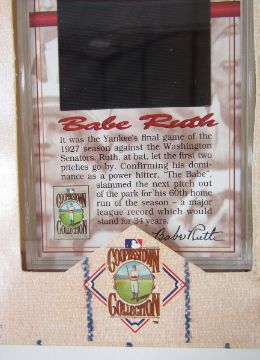 Babe Ruth
It was the Yankee's final game of the
1927 season against the Washington
Senators. Ruth, at bat, let the first two
pitches go by. Confirming his domi-
nance as a power hitter, "The Babe",
slammed the next pitch out
of the park for his 60th home
run of the season – a major
league record which would
stand for 34 years.
COOPERSTOWN
COLLECTION
Babe Ruth
COOPERSTOWN
COLLECTION